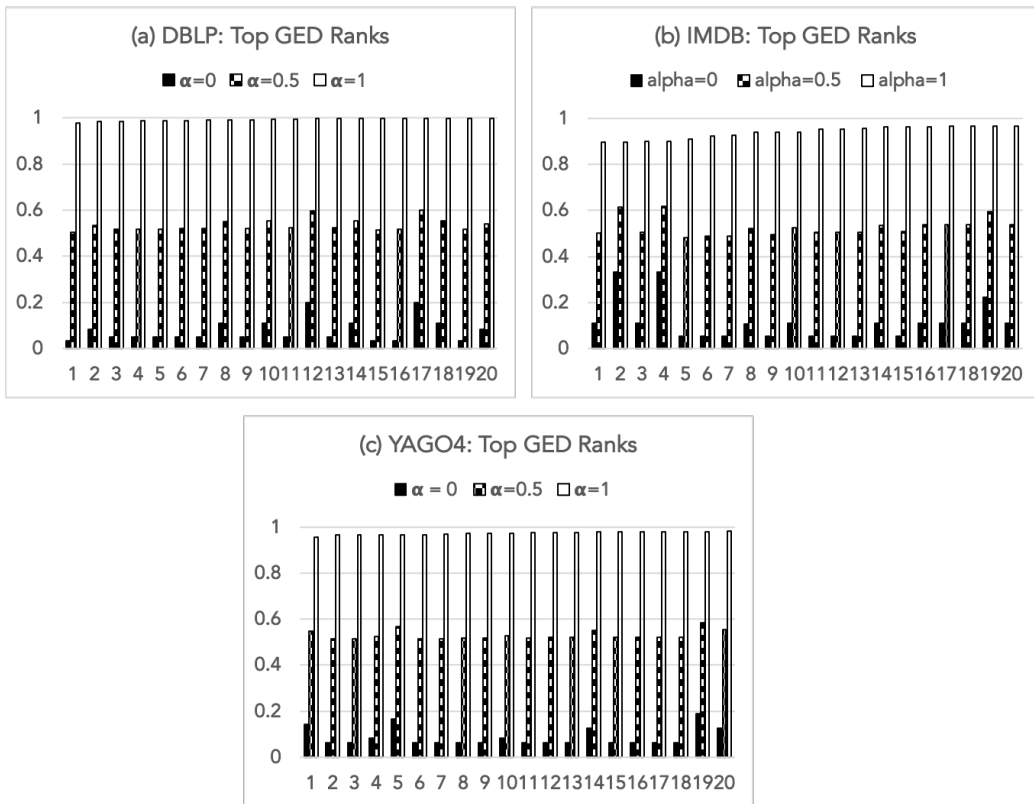 (a) DBLP: Top GED Ranks
α=0 α=0.5 α=1
1
0.8
0.6
0.4
0.2
0
1 2 3 4 5 6 7 8 9 10 11 12 13 14 15 16 17 18 19 20
(b) IMDB: Top GED Ranks
alpha=0 alpha=0.5 alpha=1
1
0.8
0.6
0.4
0.2
0
1 2 3 4 5 6 7 8 9 10 11 12 13 14 15 16 17 18 19 20
(c) YAGO4: Top GED Ranks
α = 0 α=0.5 α=1
1
0.8
0.6
0.4
0.2
0
1 2 3 4 5 6 7 8 9 10 11 12 13 14 15 16 17 18 19 20